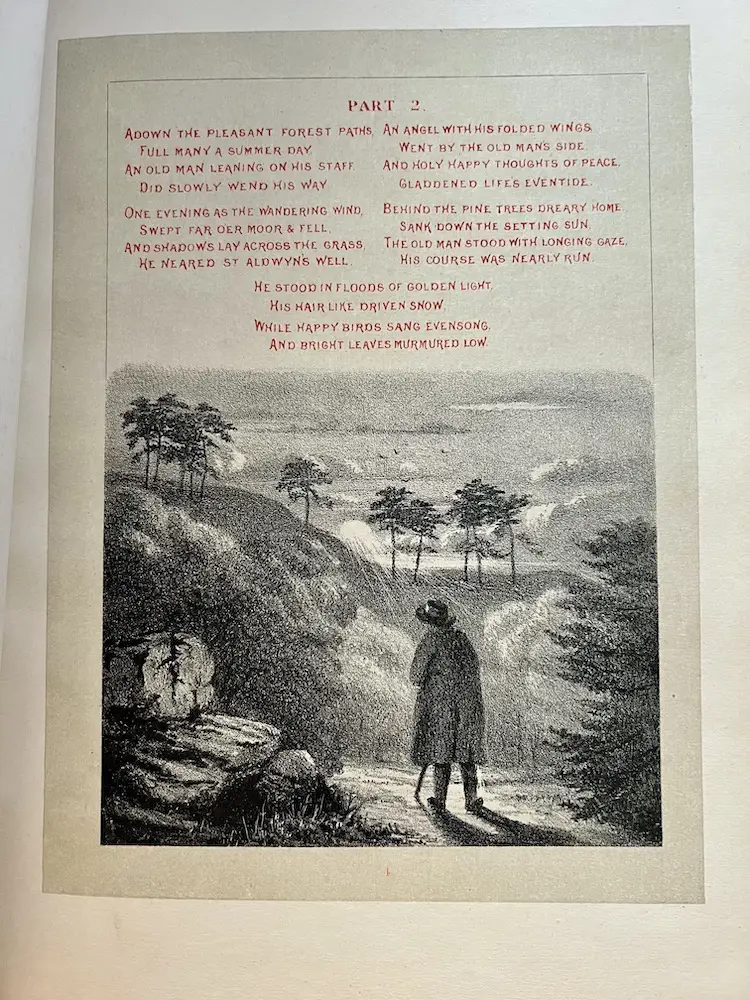 PART 2.
ADOWN THE PLEASANT FOREST PATHS,
FULL MANY A SUMMER DAY,
AN OLD MAN LEANING ON HIS STAFF
DID SLOWLY WEND HIS WAY.
ONE EVENING AS THE WANDERING WIND,
SWEPT FAR O'ER MOOR & FELL,
AND SHADOWS LAY ACROSS THE GRASS,
HE NEARED ST ALDWYN'S WELL.
AN ANGEL WITH HIS FOLDED WINGS,
WENT BY THE OLD MAN'S SIDE.
AND HOLY HAPPY THOUGHTS OF PEACE,
GLADDENED LIFE'S EVENTIDE.
BEHIND THE PINE TREES DREARY HOME
SANK DOWN THE SETTING SUN,
THE OLD MAN STOOD WITH LONGING GAZE,
HIS COURSE WAS NEARLY RUN.
HE STOOD IN FLOODS OF GOLDEN LIGHT,
HIS HAIR LIKE DRIVEN SNOW,
WHILE HAPPY BIRDS SANG EVENSONG,
AND BRIGHT LEAVES MURMURED LOW.